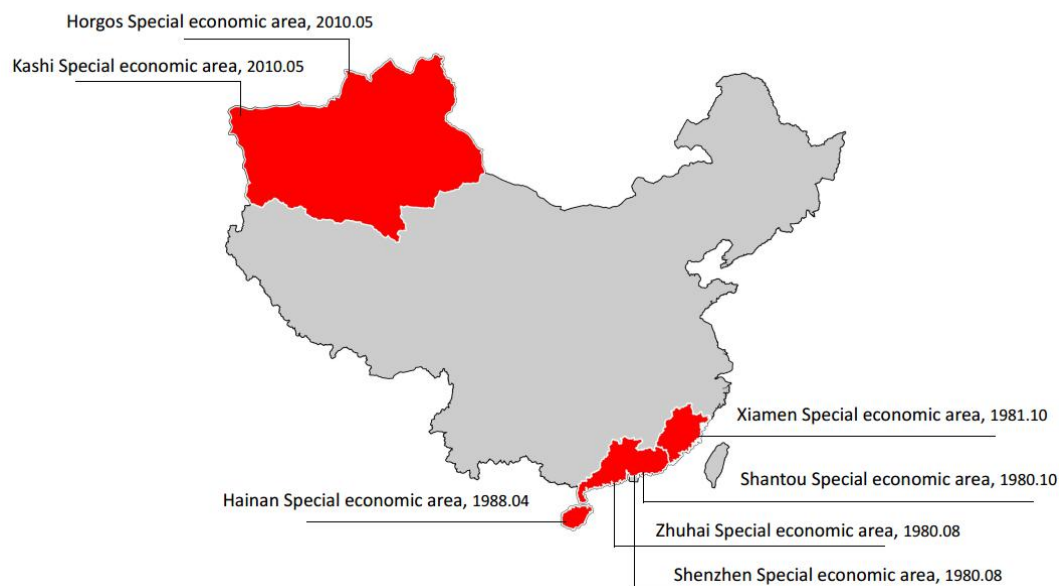 Horgos Special economic area, 2010.05
Kashi Special economic area, 2010.05
Xiamen Special economic area, 1981.10
Shantou Special economic area, 1980.10
Hainan Special economic area, 1988.04
Zhuhai Special economic area, 1980.08
Shenzhen Special economic area, 1980.08